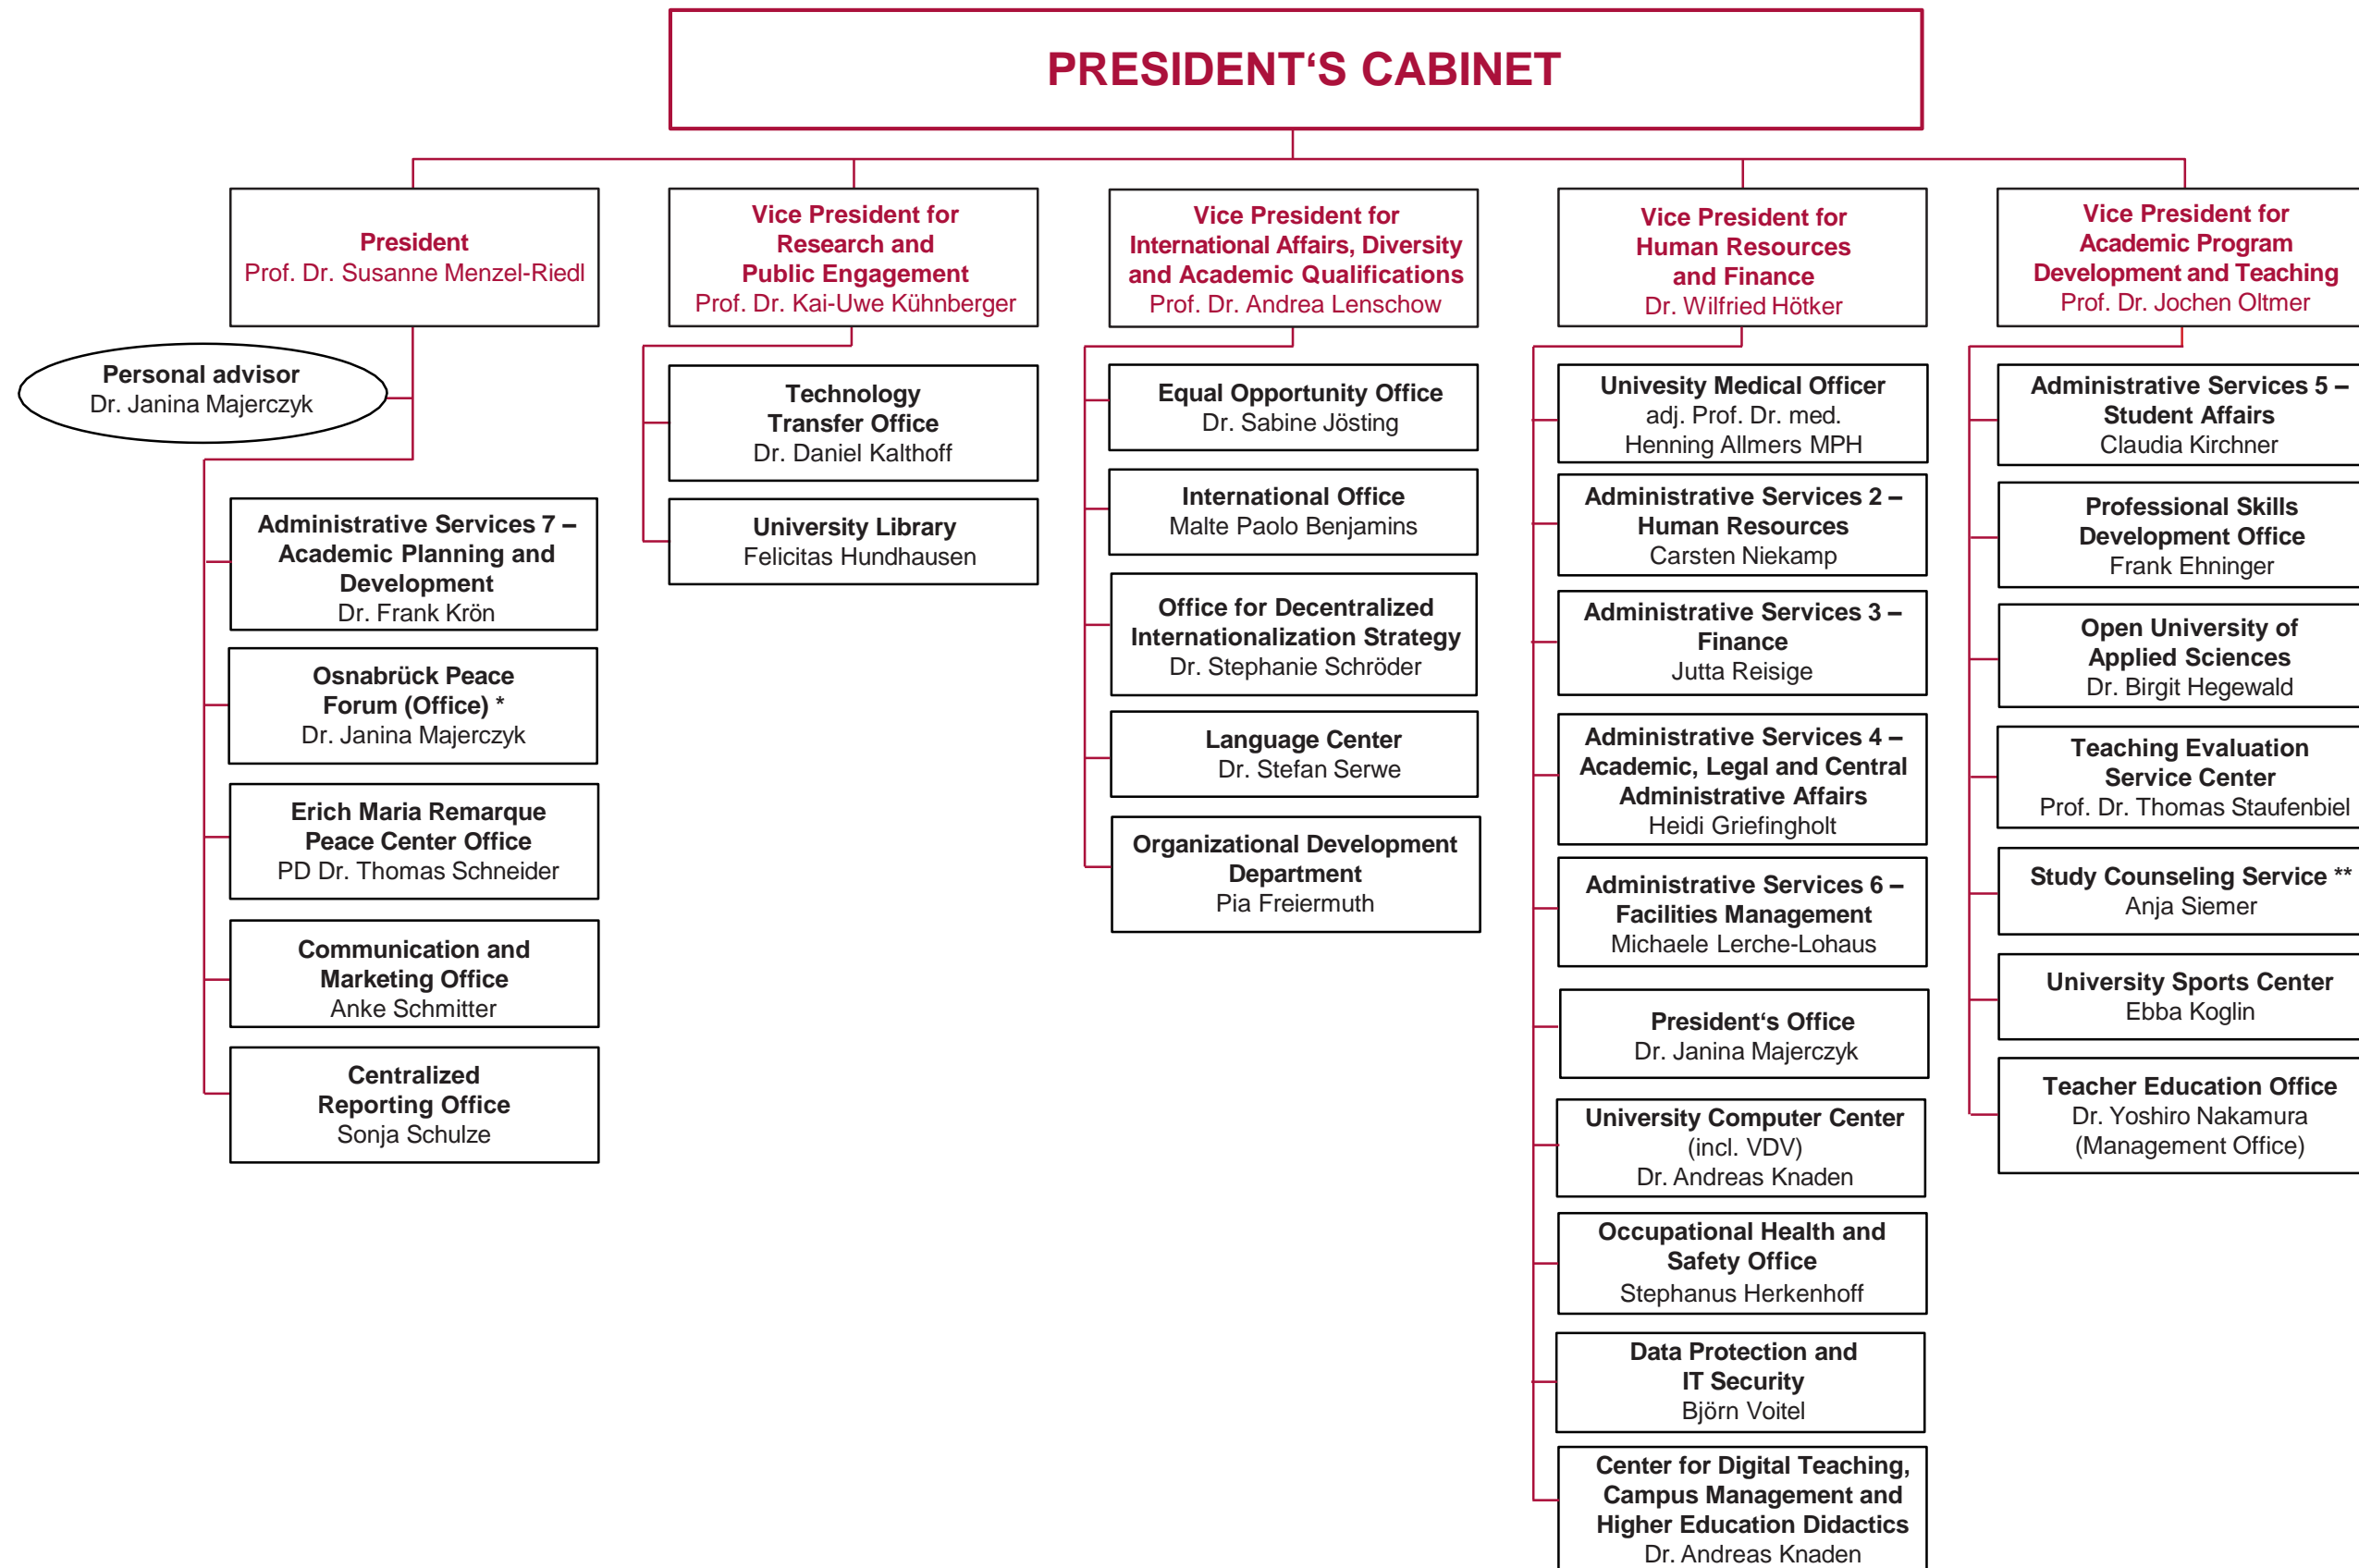 PRESIDENT‘S CABINET
President
Prof. Dr. Susanne Menzel-Riedl
Personal advisor
Dr. Janina Majerczyk
Administrative Services 7 –
Academic Planning and
Development
Dr. Frank Krön
Osnabrück Peace
Forum (Office) *
Dr. Janina Majerczyk
Erich Maria Remarque
Peace Center Office
PD Dr. Thomas Schneider
Communication and
Marketing Office
Anke Schmitter
Centralized
Reporting Office
Sonja Schulze
Vice President for
Research and
Public Engagement
Prof. Dr. Kai-Uwe Kühnberger
Technology
Transfer Office
Dr. Daniel Kalthoff
University Library
Felicitas Hundhausen
Vice President for
International Affairs, Diversity
and Academic Qualifications
Prof. Dr. Andrea Lenschow
Equal Opportunity Office
Dr. Sabine Jösting
International Office
Malte Paolo Benjamins
Office for Decentralized
Internationalization Strategy
Dr. Stephanie Schröder
Language Center
Dr. Stefan Serwe
Organizational Development
Department
Pia Freiermuth
Vice President for
Human Resources
and Finance
Dr. Wilfried Hötker
Univesity Medical Officer
adj. Prof. Dr. med.
Henning Allmers MPH
Administrative Services 2 –
Human Resources
Carsten Niekamp
Administrative Services 3 –
Finance
Jutta Reisige
Administrative Services 4 –
Academic, Legal and Central
Administrative Affairs
Heidi Griefingholt
Administrative Services 6 –
Facilities Management
Michaele Lerche-Lohaus
President‘s Office
Dr. Janina Majerczyk
University Computer Center
(incl. VDV)
Dr. Andreas Knaden
Occupational Health and
Safety Office
Stephanus Herkenhoff
Data Protection and
IT Security
Björn Voitel
Center for Digital Teaching,
Campus Management and
Higher Education Didactics
Dr. Andreas Knaden
Vice President for
Academic Program
Development and Teaching
Prof. Dr. Jochen Oltmer
Administrative Services 5 –
Student Affairs
Claudia Kirchner
Professional Skills
Development Office
Frank Ehninger
Open University of
Applied Sciences
Dr. Birgit Hegewald
Teaching Evaluation
Service Center
Prof. Dr. Thomas Staufenbiel
Study Counseling Service **
Anja Siemer
University Sports Center
Ebba Koglin
Teacher Education Office
Dr. Yoshiro Nakamura
(Management Office)